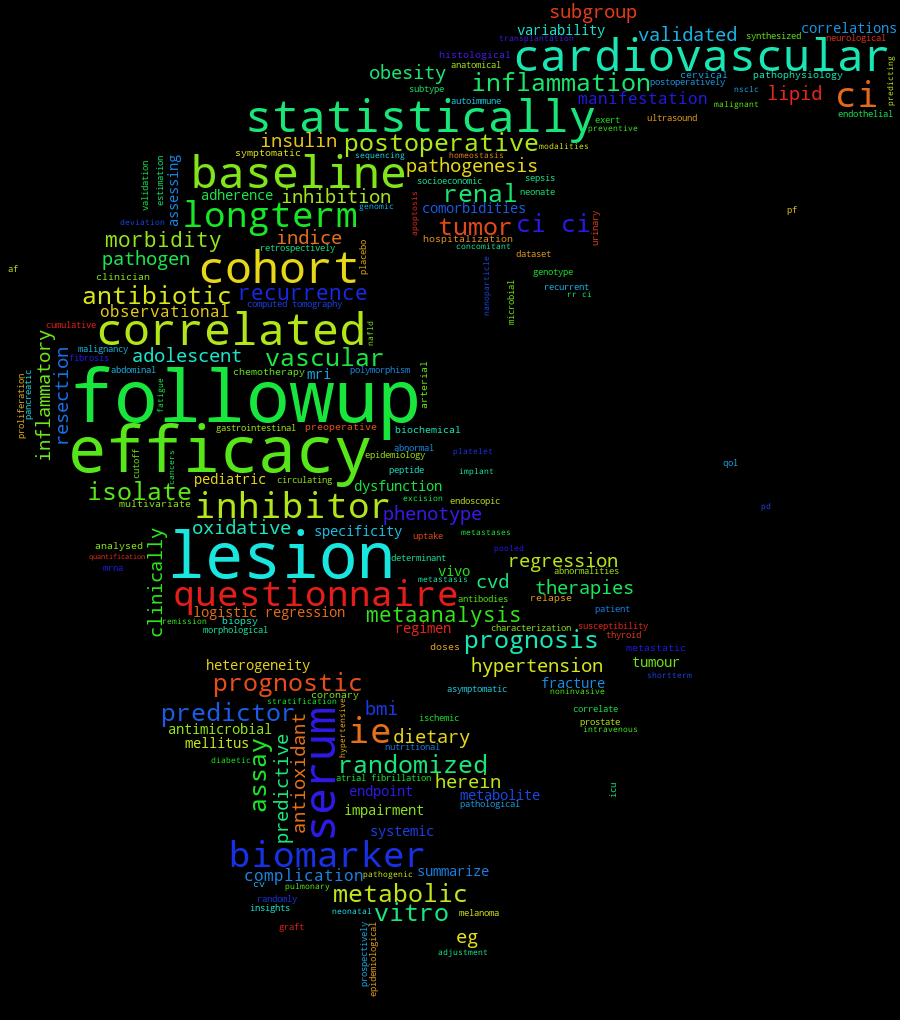 subgroup
variability
validated
correlations
transplantation
synthesized
neurological
histological
cardiovascular
anatomical
obesity
inflammation
cervical
pathophysiology
postoperatively
predicting
subtype
autoimmune
manifestation
nsclc
lipid
ci
malignant
endothelial
statistically
exert
preventive
ultrasound
insulin
postoperative
modalities
symptomatic
sequencing
homeostasis
baseline
pathogenesis
validation
estimation
assessing
socioeconomic
sepsis
adherence
inhibition
renal
neonate
genomic
longterm
comorbidities
apoptosis
tumor
ci ci
urinary
pf
deviation
morbidity
indice
hospitalization
retrospectively
placebo
concomitant
pathogen
cohort
dataset
af
clinician
nanoparticle
genotype
antibiotic
recurrence
recurrent
rr ci
microbial
computed tomography
observational
cumulative
correlated
nafld
malignancy
fibrosis
adolescent
vascular
inflammatory
resection
abdominal
chemotherapy
mri
polymorphism
arterial
proliferation
pancreatic
followup
fatigue
gastrointestinal
preoperative
biochemical
efficacy
abnormal
platelet
epidemiology
cutoff
cancers
peptide
implant
qol
pediatric
circulating
dysfunction
isolate
multivariate
inhibitor
excision
endoscopic
phenotype
pd
oxidative
specificity
uptake
metastases
analysed
quantification
mrna
clinically
lesion
pooled
determinant
regression
abnormalities
vivo
metastasis
cvd
therapies
questionnaire
antibodies
relapse
logistic regression
metaanalysis
patient
remission
biopsy
morphological
regimen
characterization
susceptibility
thyroid
prognosis
doses
metastatic
heterogeneity
hypertension
tumour
prognostic
asymptomatic
fracture
noninvasive
shortterm
coronary
stratification
predictor
bmi
correlate
hypertensive
serum
ischemic
prostate
intravenous
antimicrobial
ie
dietary
mellitus
assay
predictive
antioxidant
nutritional
diabetic
randomized
atrial fibrillation
herein
icu
endpoint
metabolite
pathological
impairment
systemic
biomarker
complication
pathogenic
summarize
cv
pulmonary
metabolic
randomly
insights
neonatal
vitro
melanoma
graft
prospectively
epidemiological
eg
adjustment